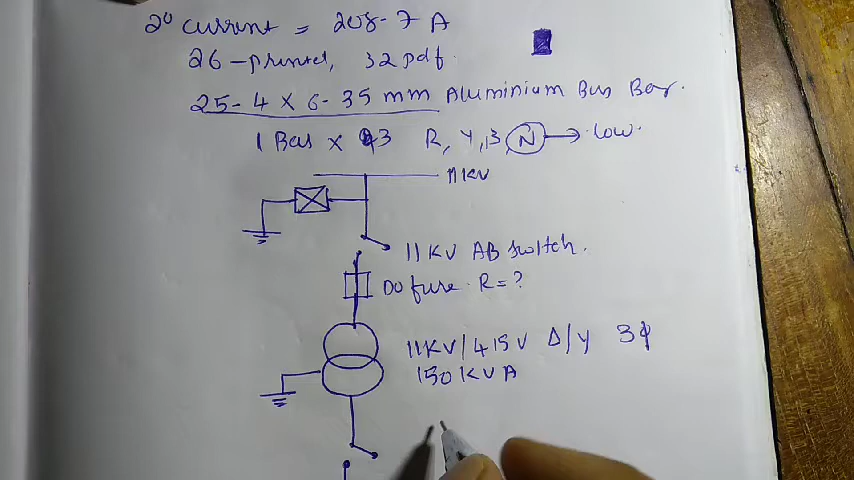 2° current = 208-7 A
26 - printed, 32 pdf.
25-4 X 6-35 mm Aluminium Bus Bar.
1 Bar X 3 R, Y, B, N → low.
11 KV
11 KV AB switch.
DO fuse R = ?
11KV/415V Δ/Y 3ϕ
150 KVA